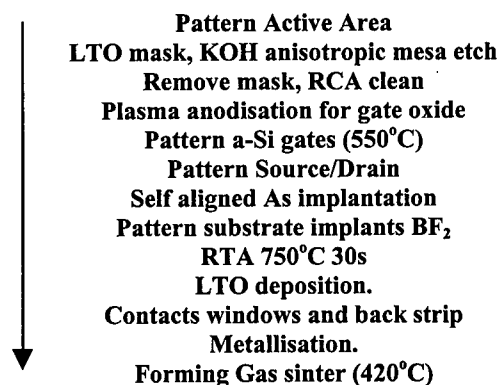 Pattern Active Area
LTO mask, KOH anisotropic mesa etch
Remove mask, RCA clean
Plasma anodisation for gate oxide
Pattern a-Si gates (550°C)
Pattern Source/Drain
Self aligned As implantation
Pattern substrate implants BF₂
RTA 750°C 30s
LTO deposition.
Contacts windows and back strip
Metallisation.
Forming Gas sinter (420°C)